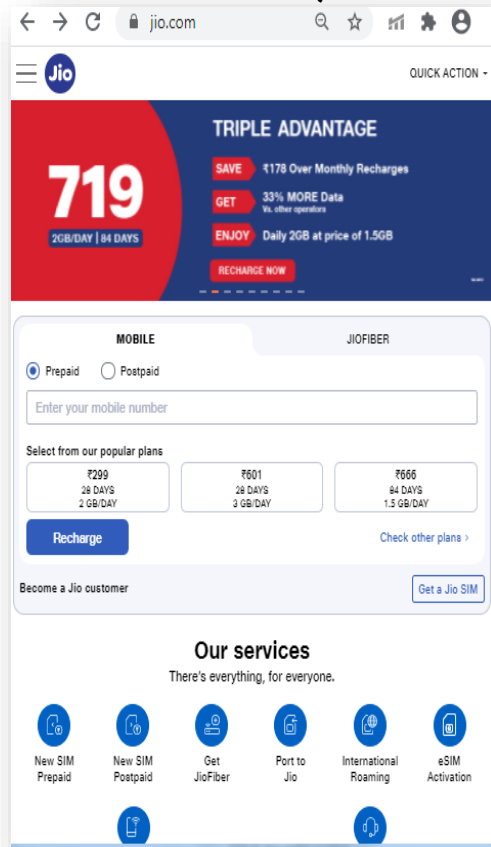 jio.com
Jio
QUICK ACTION
TRIPLE ADVANTAGE
719
2GB/DAY | 84 DAYS
SAVE ₹178 Over Monthly Recharges
GET 33% MORE Data
Vs. other operators
ENJOY Daily 2GB at price of 1.5GB
RECHARGE NOW
MOBILE JIOFIBER
Prepaid Postpaid
Enter your mobile number
Select from our popular plans
₹299 ₹601 ₹666
28 DAYS 28 DAYS 84 DAYS
2 GB/DAY 3 GB/DAY 1.5 GB/DAY
Recharge Check other plans >
Become a Jio customer Get a Jio SIM
Our services
There's everything, for everyone.
New SIM New SIM Get Port to International eSIM
Prepaid Postpaid JioFiber Jio Roaming Activation